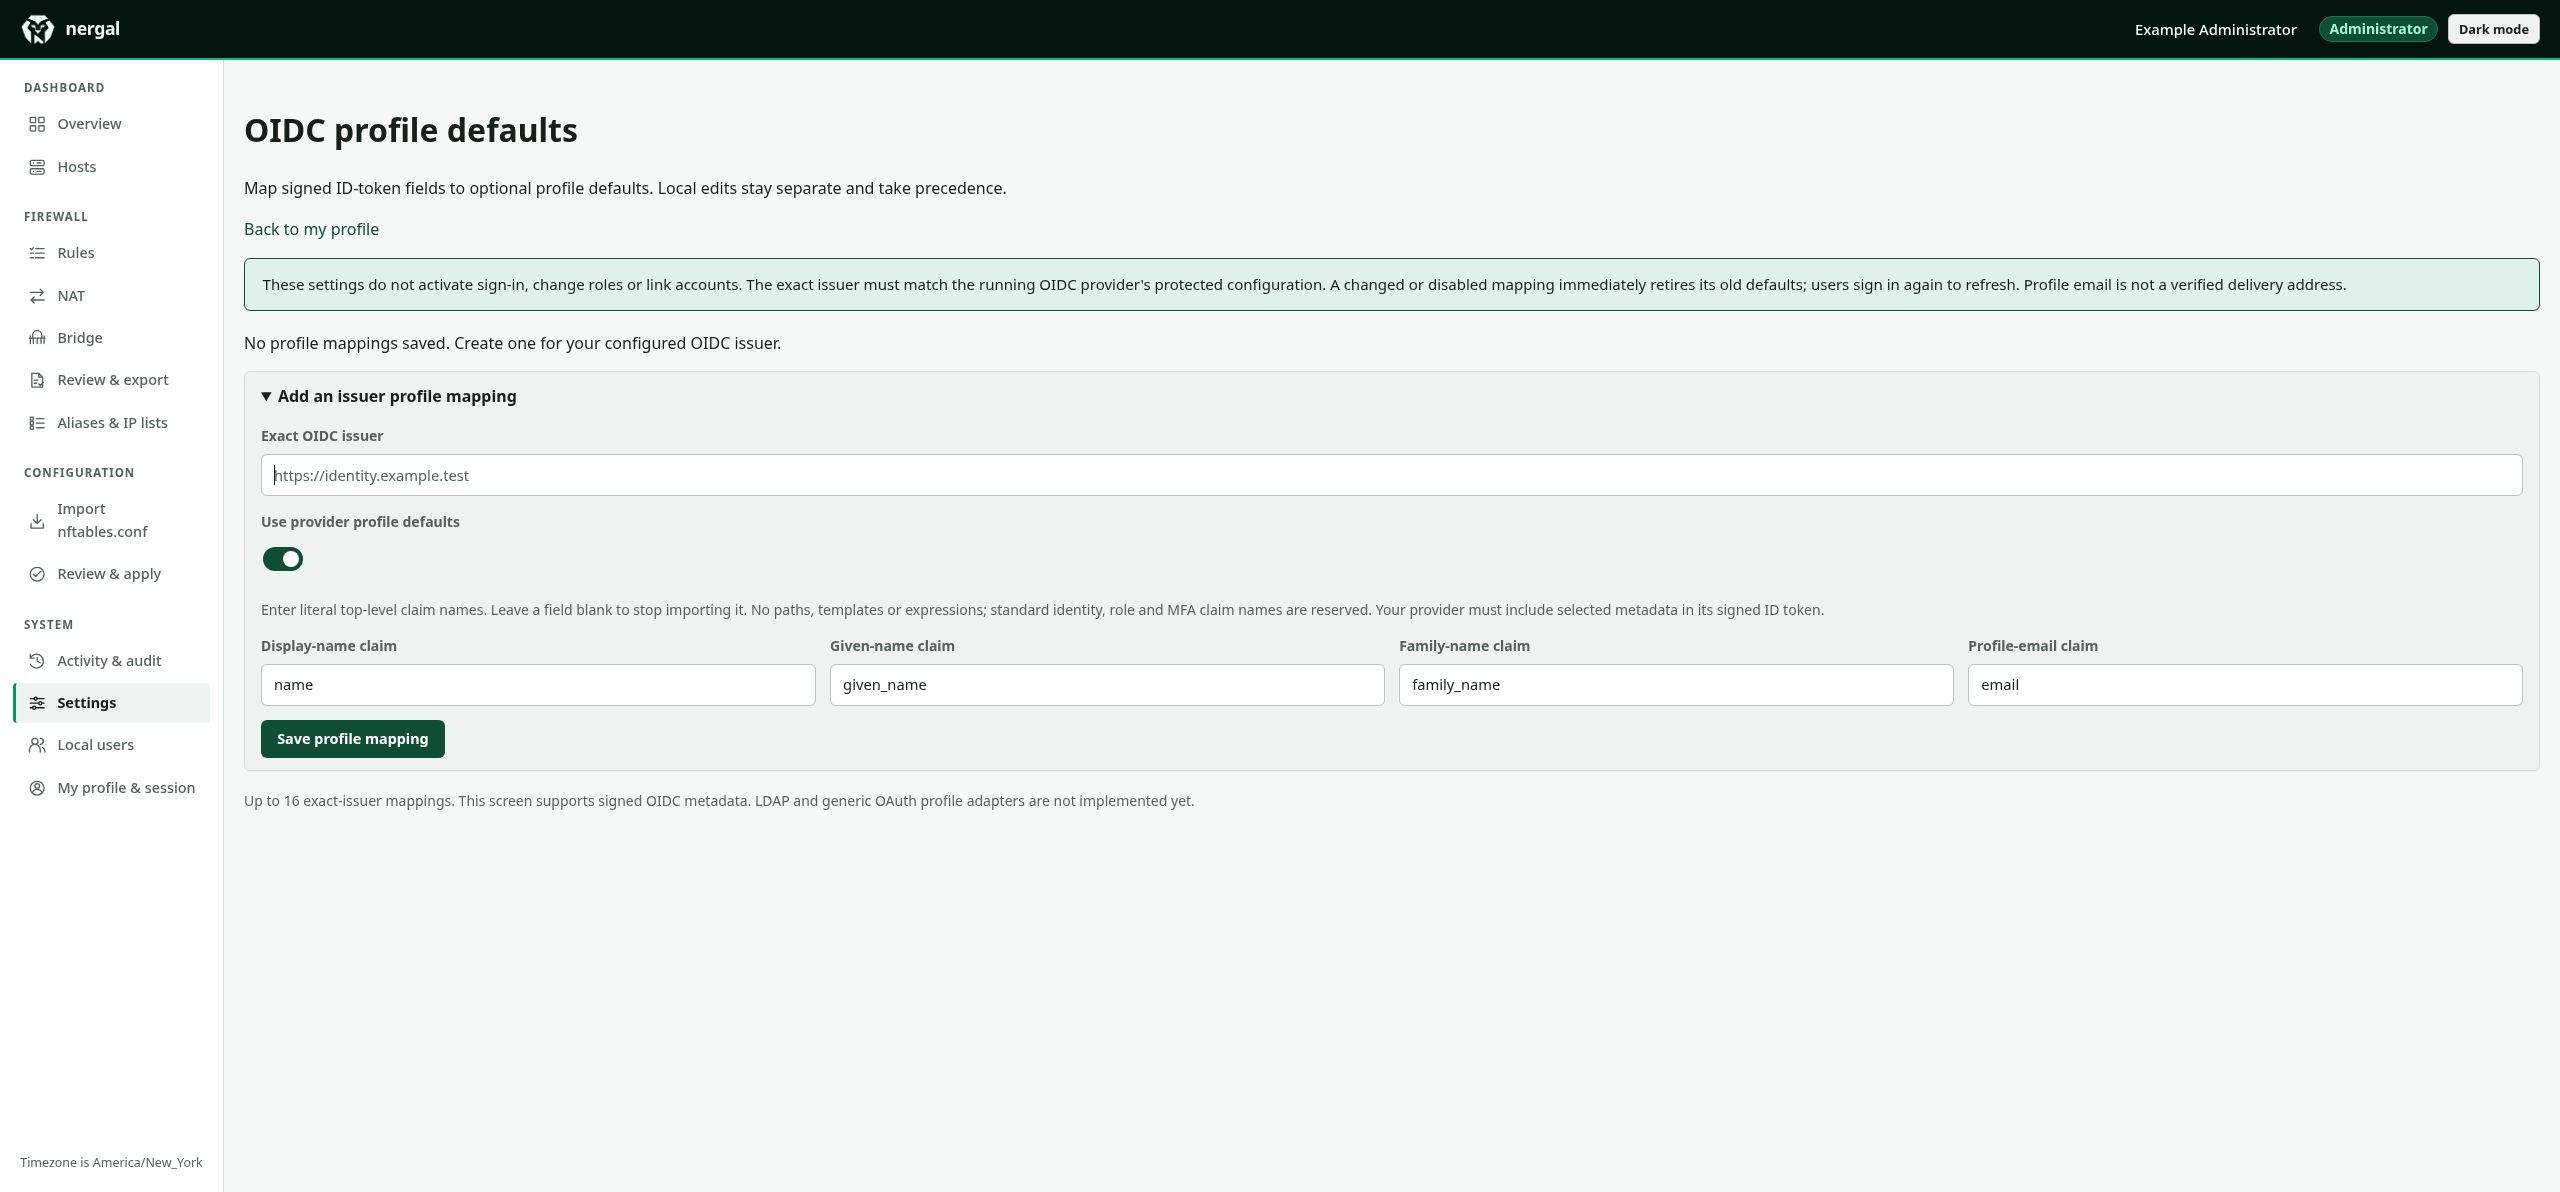 nergal
Example Administrator
Administrator
Dark mode
DASHBOARD
Overview
Hosts
FIREWALL
Rules
NAT
Bridge
Review & export
Aliases & IP lists
CONFIGURATION
Import
nftables.conf
Review & apply
SYSTEM
Activity & audit
Settings
Local users
My profile & session
Timezone is America/New_York
OIDC profile defaults
Map signed ID-token fields to optional profile defaults. Local edits stay separate and take precedence.
Back to my profile
These settings do not activate sign-in, change roles or link accounts. The exact issuer must match the running OIDC provider's protected configuration. A changed or disabled mapping immediately retires its old defaults; users sign in again to refresh. Profile email is not a verified delivery address.
No profile mappings saved. Create one for your configured OIDC issuer.
Add an issuer profile mapping
Exact OIDC issuer
https://identity.example.test
Use provider profile defaults
Enter literal top-level claim names. Leave a field blank to stop importing it. No paths, templates or expressions; standard identity, role and MFA claim names are reserved. Your provider must include selected metadata in its signed ID token.
Display-name claim
name
Given-name claim
given_name
Family-name claim
family_name
Profile-email claim
email
Save profile mapping
Up to 16 exact-issuer mappings. This screen supports signed OIDC metadata. LDAP and generic OAuth profile adapters are not implemented yet.